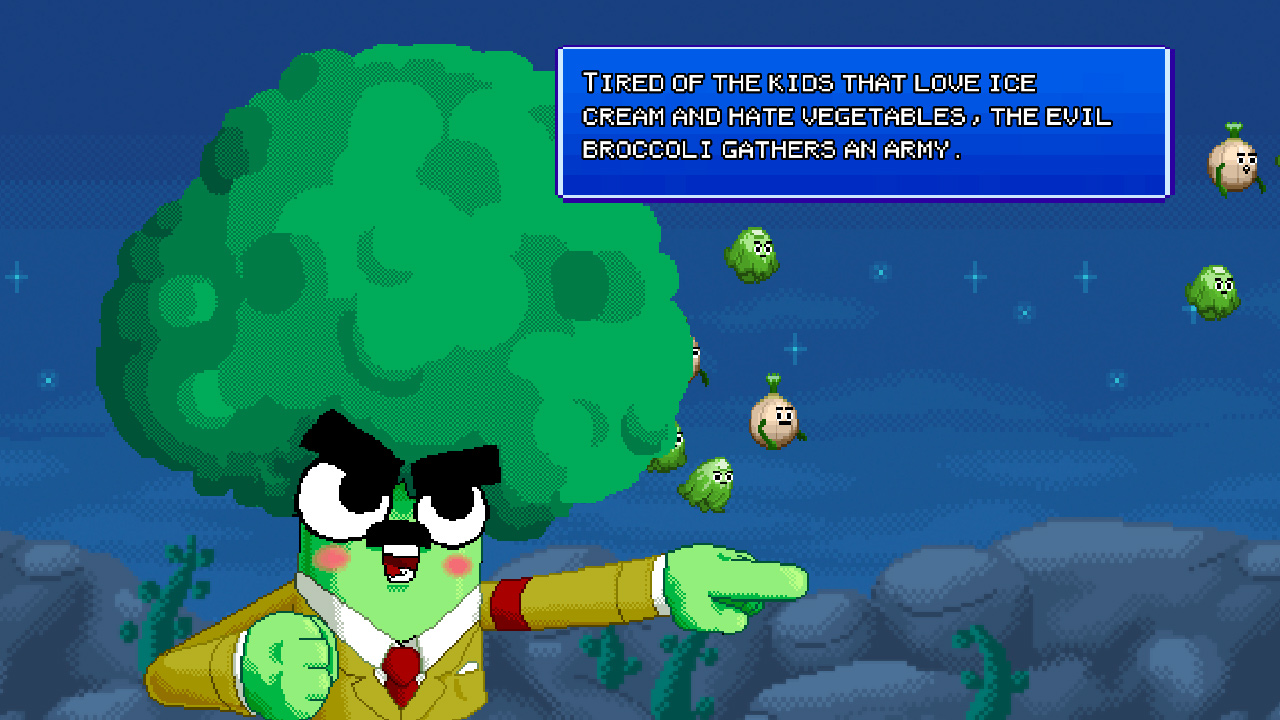 Tired of the kids that love ice
cream and hate vegetables, the evil
broccoli gathers an army.